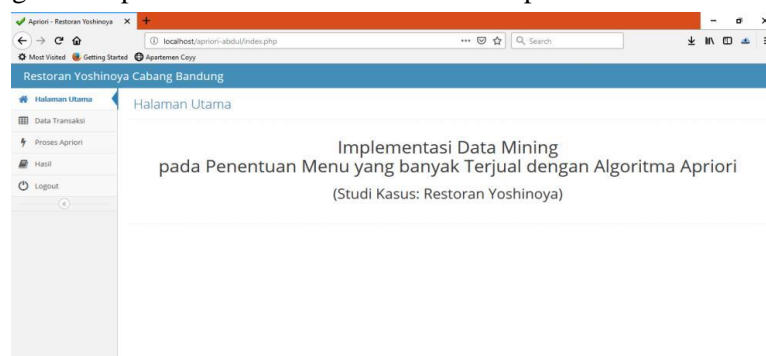 Apriori - Restoran Yoshinoya
localhost/apriori-abdul/index.php
Search
Most Visited
Getting Started
Apartemen Coyy
Restoran Yoshinoya Cabang Bandung
Halaman Utama
Halaman Utama
Data Transaksi
Proses Apriori
Hasil
Logout
Implementasi Data Mining
pada Penentuan Menu yang banyak Terjual dengan Algoritma Apriori
(Studi Kasus: Restoran Yoshinoya)